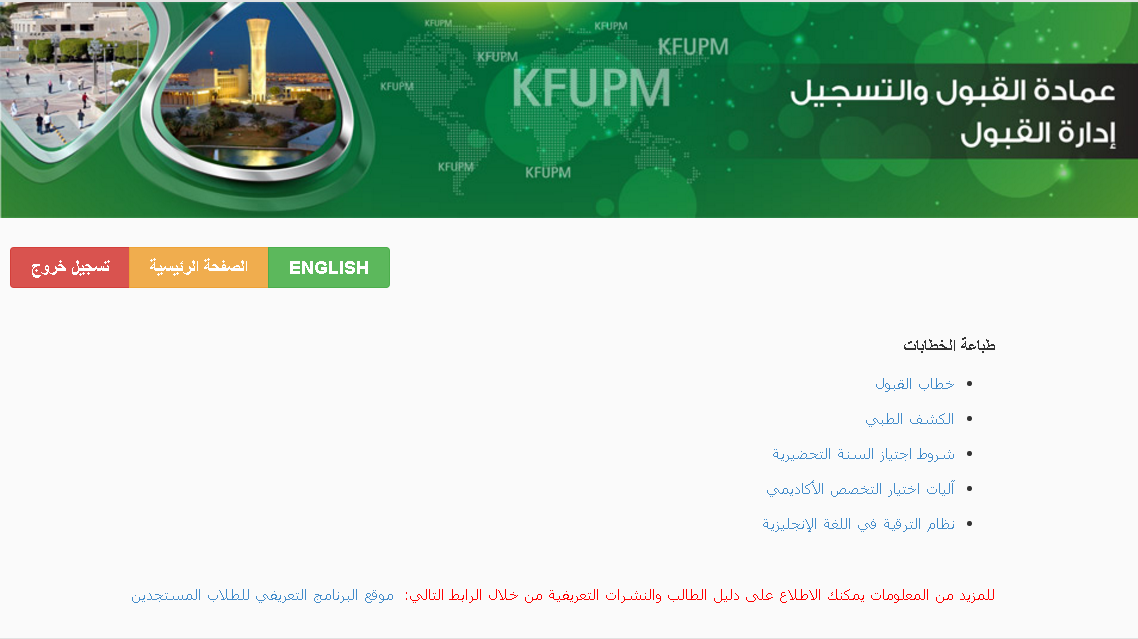 KFUPM
KFUPM
KFUPM
KFUPM
KFUPM
KFUPM
KFUPM
KFUPM
عمادة القبول والتسجيل
إدارة القبول
تسجيل خروج الصفحة الرئيسية ENGLISH
طباعة الخطابات
خطاب القبول
الكشف الطبي
شروط اجتياز السنة التحضيرية
آليات اختيار التخصص الأكاديمي
نظام الترقية في اللغة الإنجليزية
للمزيد من المعلومات يمكنك الاطلاع على دليل الطالب والنشرات التعريفية من خلال الرابط التالي: موقع البرنامج التعريفي للطلاب المستجدين